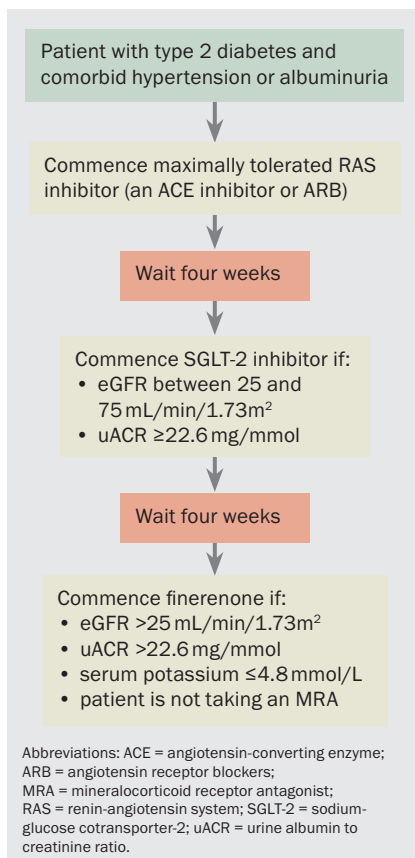 Patient with type 2 diabetes and
comorbid hypertension or albuminuria
Commence maximally tolerated RAS
inhibitor (an ACE inhibitor or ARB)
Wait four weeks
Commence SGLT-2 inhibitor if:
• eGFR between 25 and
75 mL/min/1.73m²
• uACR ≥22.6 mg/mmol
Wait four weeks
Commence finerenone if:
• eGFR >25 mL/min/1.73m²
• uACR >22.6 mg/mmol
• serum potassium ≤4.8 mmol/L
• patient is not taking an MRA
Abbreviations: ACE = angiotensin-converting enzyme;
ARB = angiotensin receptor blockers;
MRA = mineralocorticoid receptor antagonist;
RAS = renin-angiotensin system; SGLT-2 = sodium-
glucose cotransporter-2; uACR = urine albumin to
creatinine ratio.